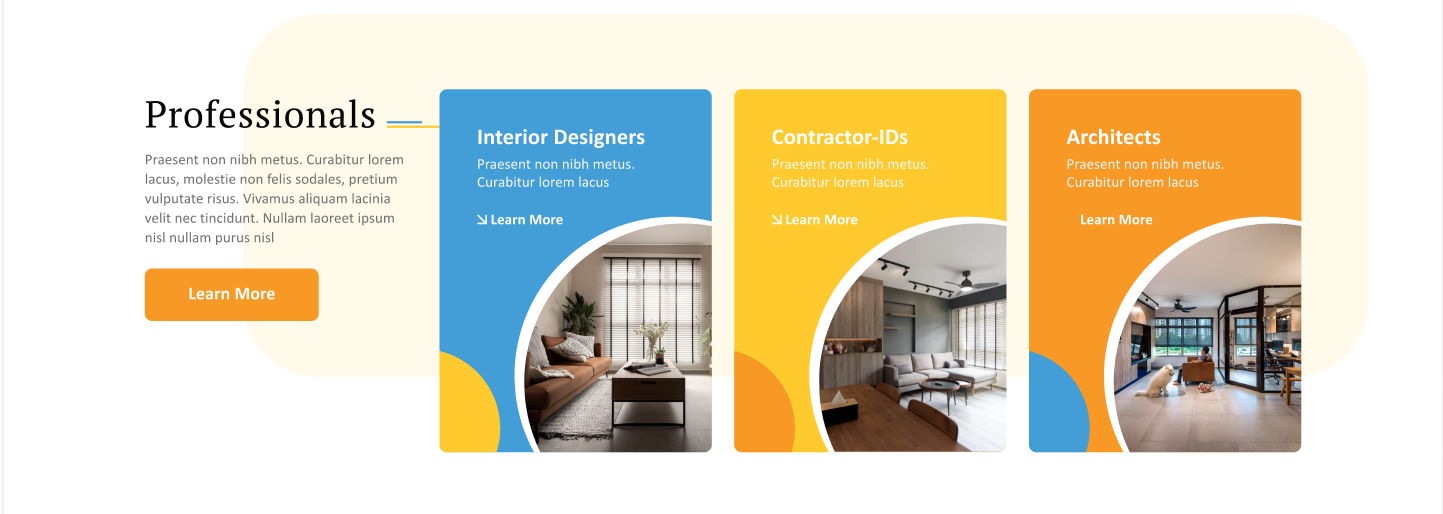 Professionals
Praesent non nibh metus. Curabitur lorem
lacus, molestie non felis sodales, pretium
vulputate risus. Vivamus aliquam lacinia
velit nec tincidunt. Nullam laoreet ipsum
nisl nullam purus nisl
Learn More
Interior Designers
Praesent non nibh metus.
Curabitur lorem lacus
Learn More
Contractor-IDs
Praesent non nibh metus.
Curabitur lorem lacus
Learn More
Architects
Praesent non nibh metus.
Curabitur lorem lacus
Learn More